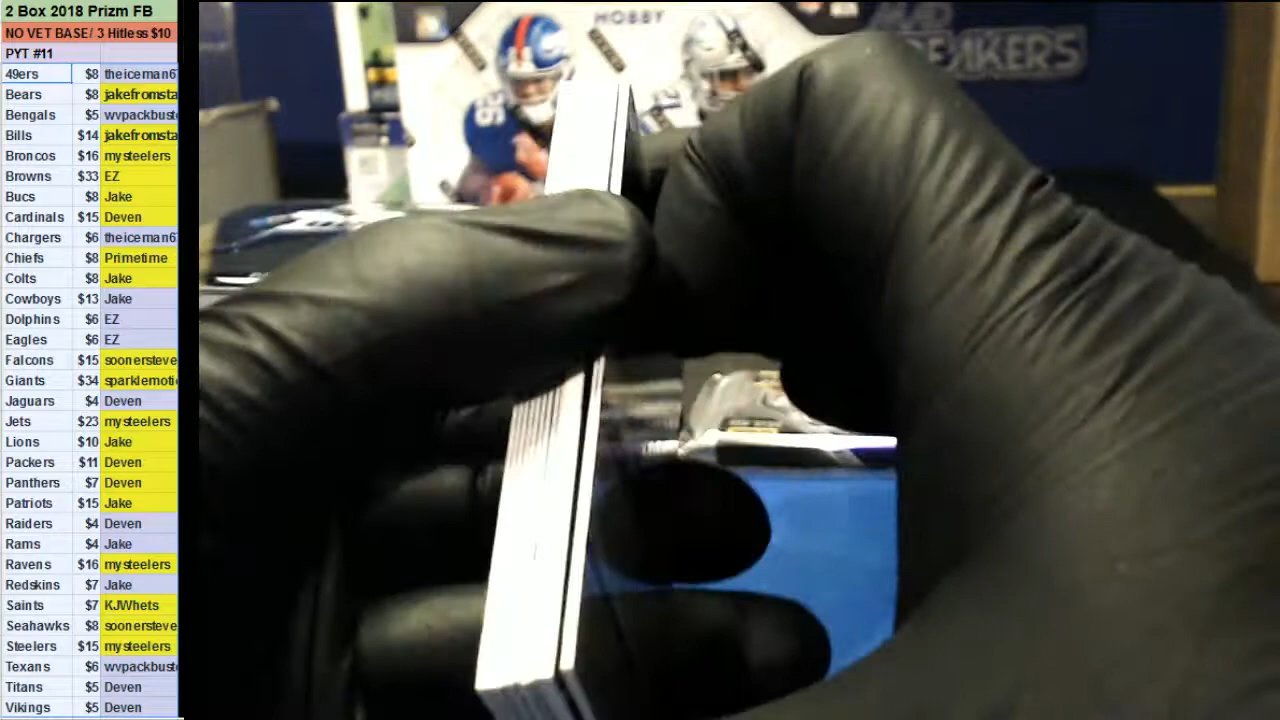 2 Box 2018 Prizm FB
NO VET BASE/ 3 Hitless $10
PYT #11
49ers $8 theiceman67
Bears $8 jakefromsta
Bengals $5 wvpackbust
Bills $14 jakefromsta
Broncos $16 mysteelers
Browns $33 EZ
Bucs $8 Jake
Cardinals $15 Deven
Chargers $6 theiceman67
Chiefs $8 Primetime
Colts $8 Jake
Cowboys $13 Jake
Dolphins $6 EZ
Eagles $6 EZ
Falcons $15 soonersteve
Giants $34 sparklemoti
Jaguars $4 Deven
Jets $23 mysteelers
Lions $10 Jake
Packers $11 Deven
Panthers $7 Deven
Patriots $15 Jake
Raiders $4 Deven
Rams $4 Jake
Ravens $16 mysteelers
Redskins $7 Jake
Saints $7 KJWhets
Seahawks $8 soonersteve
Steelers $15 mysteelers
Texans $6 wvpackbust
Titans $5 Deven
Vikings $5 Deven
HOBBY
MAD
BREAKERS